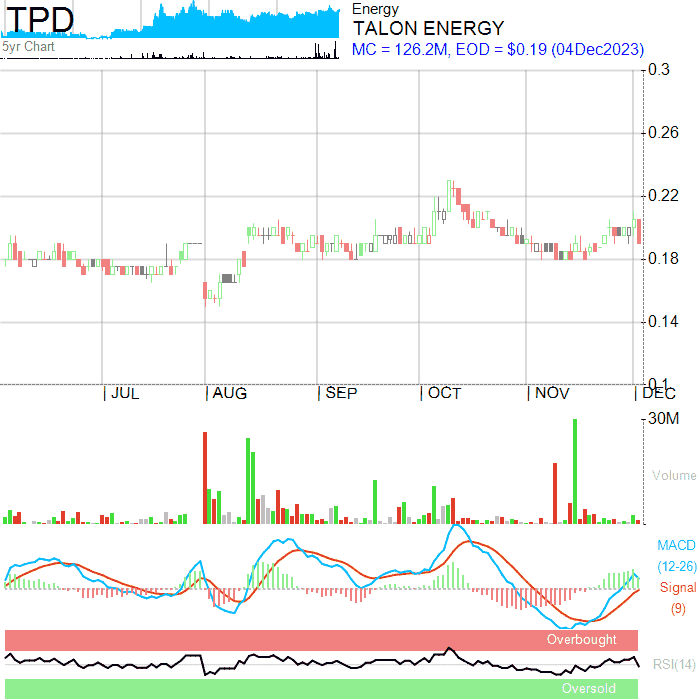 TPD
5yr Chart
Energy
TALON ENERGY
MC = 126.2M, EOD = $0.19 (04Dec2023)
0.3
0.26
0.22
0.18
0.14
0.1
JUL
AUG
SEP
OCT
NOV
DEC
30M
Volume
MACD
(12-26)
Signal
(9)
Overbought
RSI(14)
Oversold